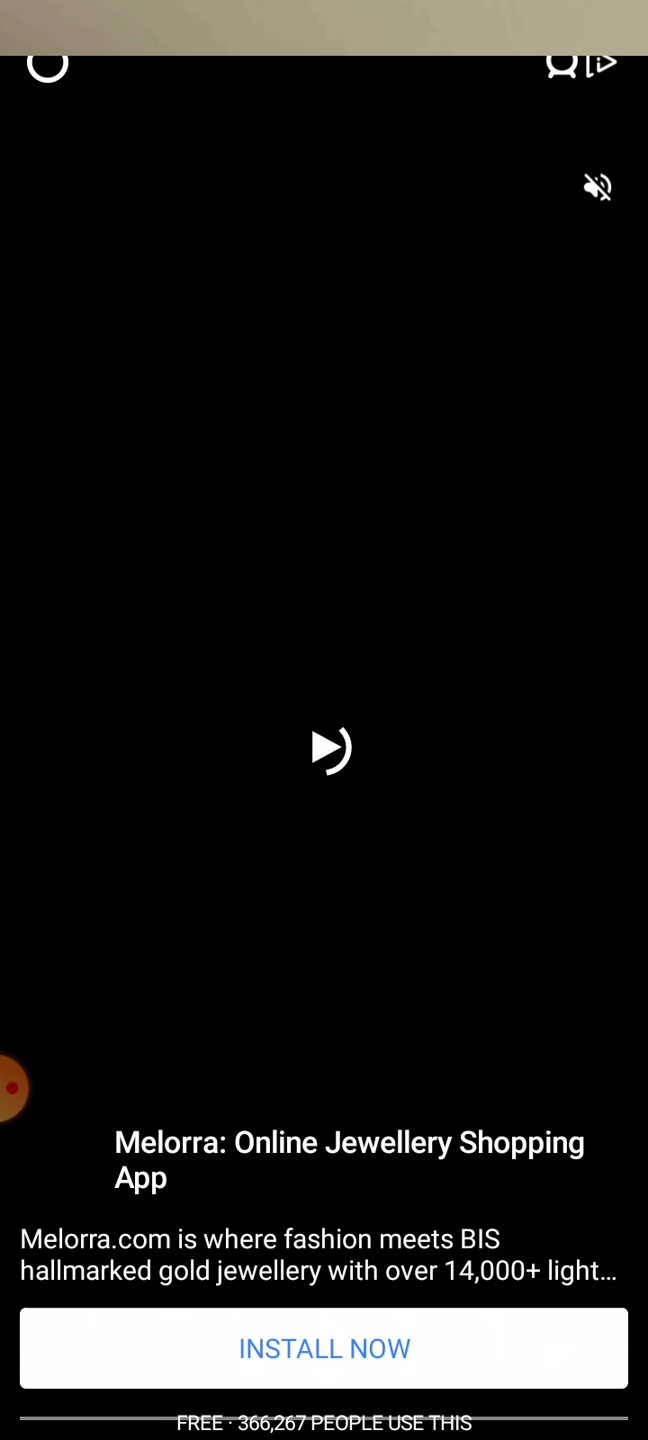 Melorra: Online Jewellery Shopping
App
Melorra.com is where fashion meets BIS
hallmarked gold jewellery with over 14,000+ light...
INSTALL NOW
FREE · 366,267 PEOPLE USE THIS